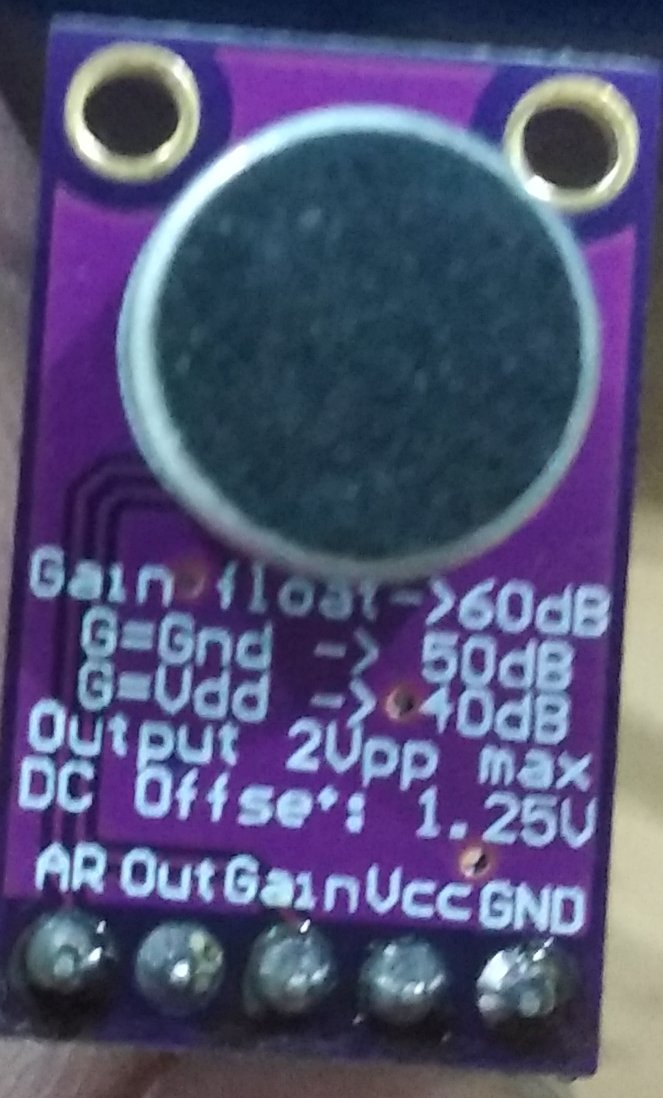 Gain float->60dB
G=Gnd -> 50dB
G=Vdd -> 40dB
Output 2Vpp max
DC Offset: 1.25V
AR Out Gain Vcc GND